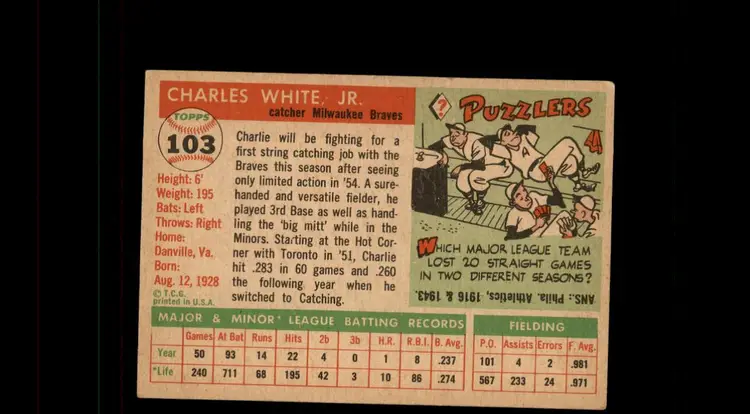 CHARLES WHITE, JR.
catcher Milwaukee Braves
TOPPS
103
Height: 6'
Weight: 195
Bats: Left
Throws: Right
Home:
Danville, Va.
Born:
Aug. 12, 1928
© T.C.G.
printed in U.S.A.
Charlie will be fighting for a
first string catching job with the
Braves this season after seeing
only limited action in '54. A sure-
handed and versatile fielder, he
played 3rd Base as well as hand-
ling the 'big mitt' while in the
Minors. Starting at the Hot Cor-
ner with Toronto in '51, Charlie
hit .283 in 60 games and .260
the following year when he
switched to Catching.
?
PUZZLERS
WHICH MAJOR LEAGUE TEAM
LOST 20 STRAIGHT GAMES
IN TWO DIFFERENT SEASONS?
ANS.: Phila. Athletics, 1916 & 1943.
MAJOR & MINOR LEAGUE BATTING RECORDS
Games At Bat Runs Hits 2b 3b H.R. R.B.I. B. Avg.
Year 50 93 14 22 4 0 1 8 .237
*Life 240 711 68 195 42 3 10 86 .274
FIELDING
P.O. Assists Errors F. Avg.
101 4 2 .981
567 233 24 .971